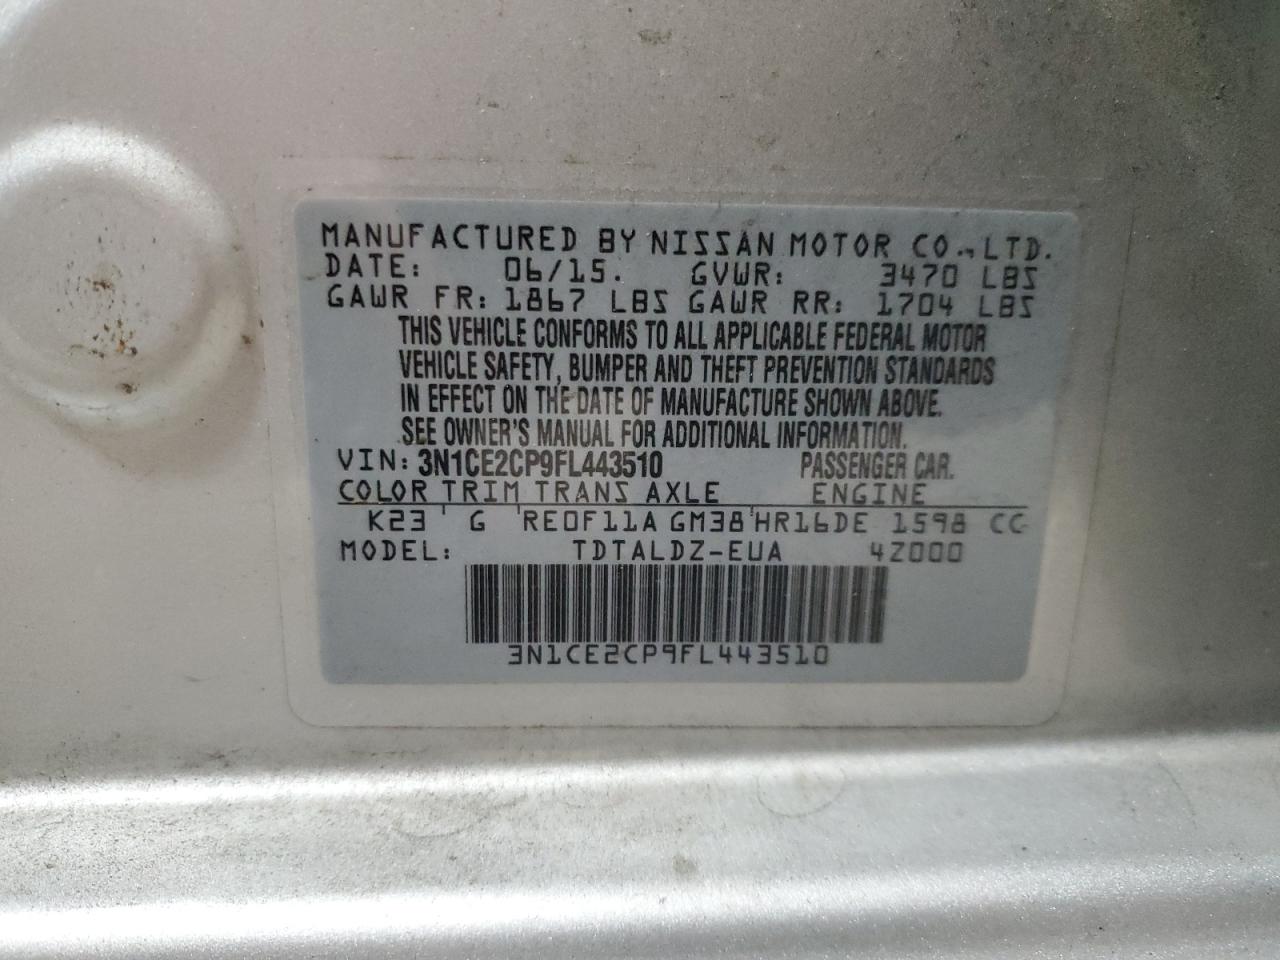 MANUFACTURED BY NISSAN MOTOR CO.,LTD.
DATE: 06/15. GVWR: 3470 LBS
GAWR FR: 1867 LBS GAWR RR: 1704 LBS
THIS VEHICLE CONFORMS TO ALL APPLICABLE FEDERAL MOTOR
VEHICLE SAFETY, BUMPER AND THEFT PREVENTION STANDARDS
IN EFFECT ON THE DATE OF MANUFACTURE SHOWN ABOVE.
SEE OWNER'S MANUAL FOR ADDITIONAL INFORMATION.
VIN: 3N1CE2CP9FL443510 PASSENGER CAR.
COLOR TRIM TRANS AXLE ENGINE
K23 ' G 'RE0F11A GM38'HR16DE 1598 CC
MODEL: TDTALDZ-EUA 4Z000
3N1CE2CP9FL443510